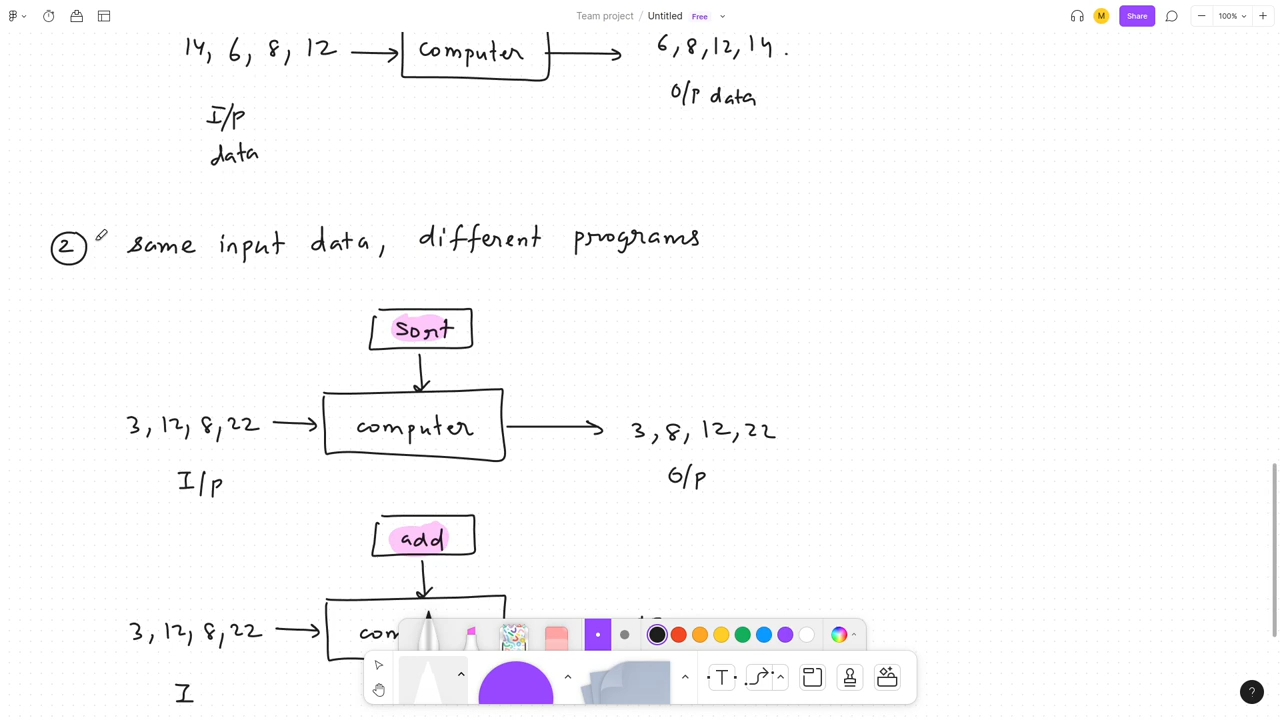 Team project / Untitled Free
M
Share
100%
14, 6, 8, 12 → computer → 6, 8, 12, 14.
I/p
data
O/p data
② same input data, different programs
sort
3, 12, 8, 22 → computer → 3, 8, 12, 22
I/p
O/p
add
3, 12, 8, 22 → com
I
T
?